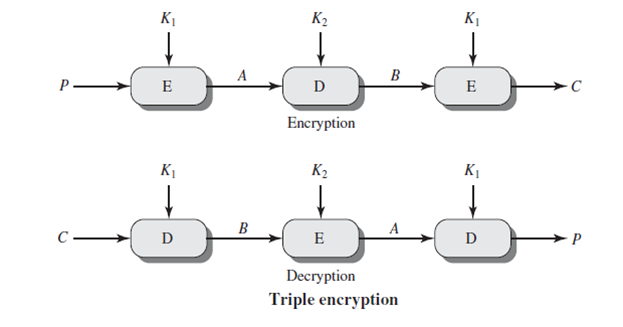 K₁ K₂ K₁
P E A D B E C
Encryption
K₁ K₂ K₁
C D B E A D P
Decryption
Triple encryption